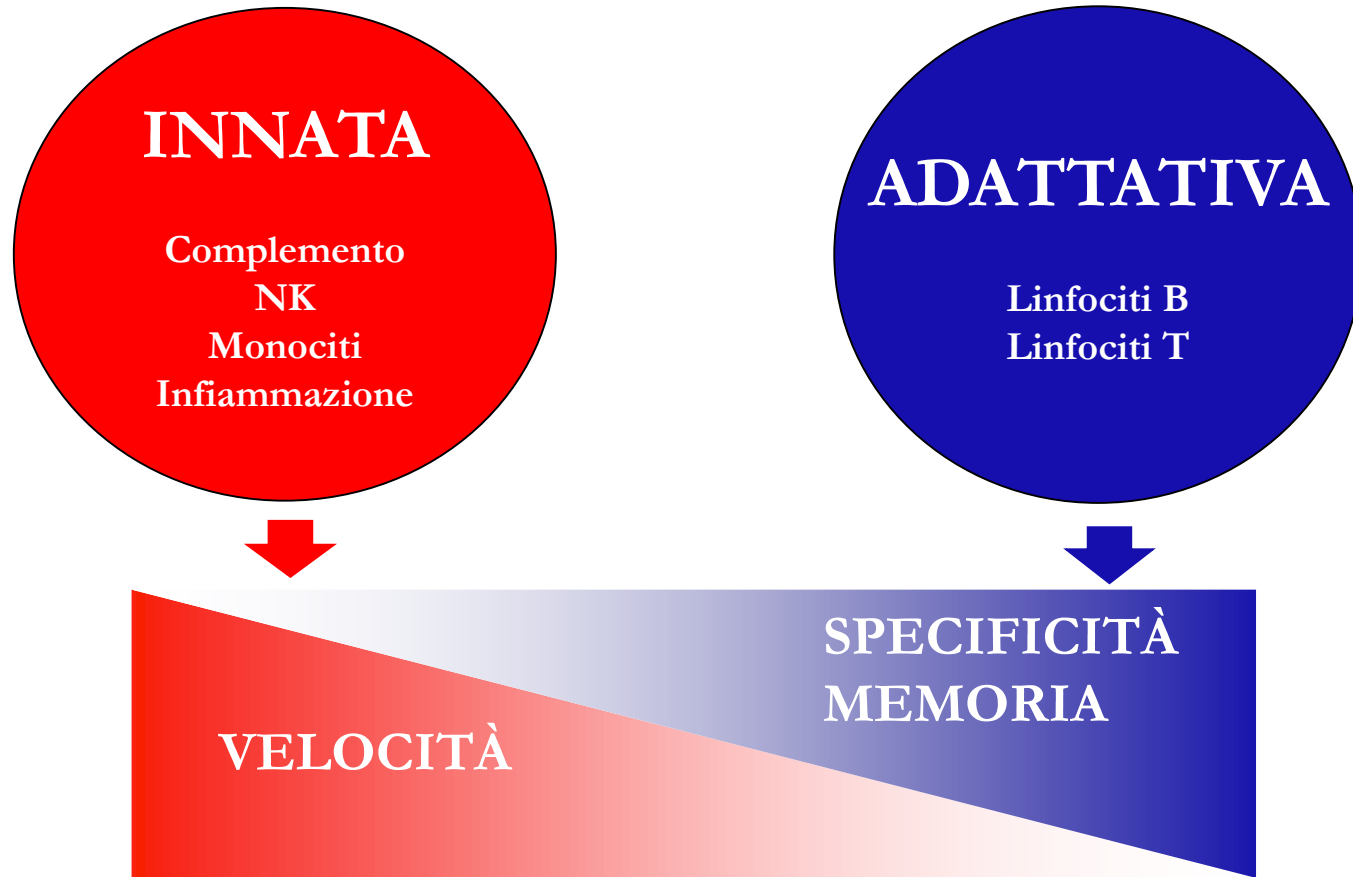 INNATA
Complemento
NK
Monociti
Infiammazione
ADATTATIVA
Linfociti B
Linfociti T
SPECIFICITÀ
MEMORIA
VELOCITÀ